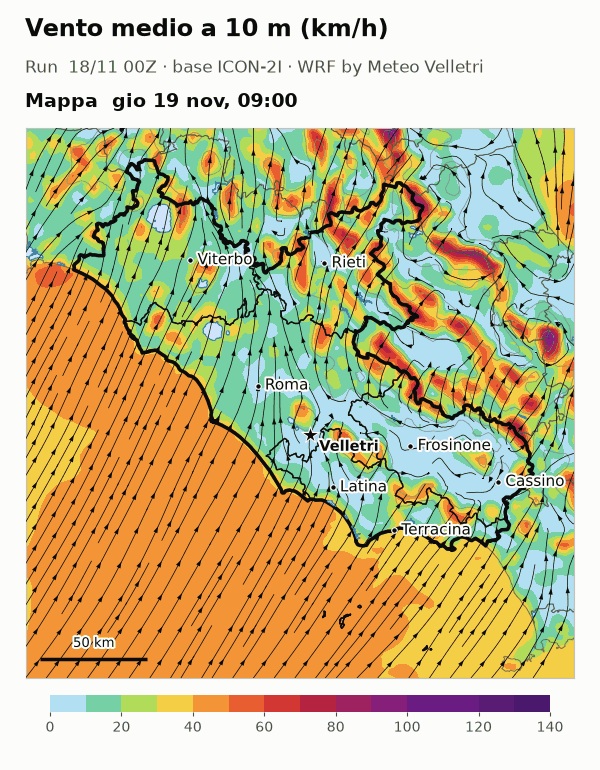 Vento medio a 10 m (km/h)
Run 18/11 00Z · base ICON-2I · WRF by Meteo Velletri
Mappa gio 19 nov, 09:00
Viterbo
Rieti
Roma
Velletri
Frosinone
Latina
Cassino
Terracina
50 km
0 20 40 60 80 100 120 140